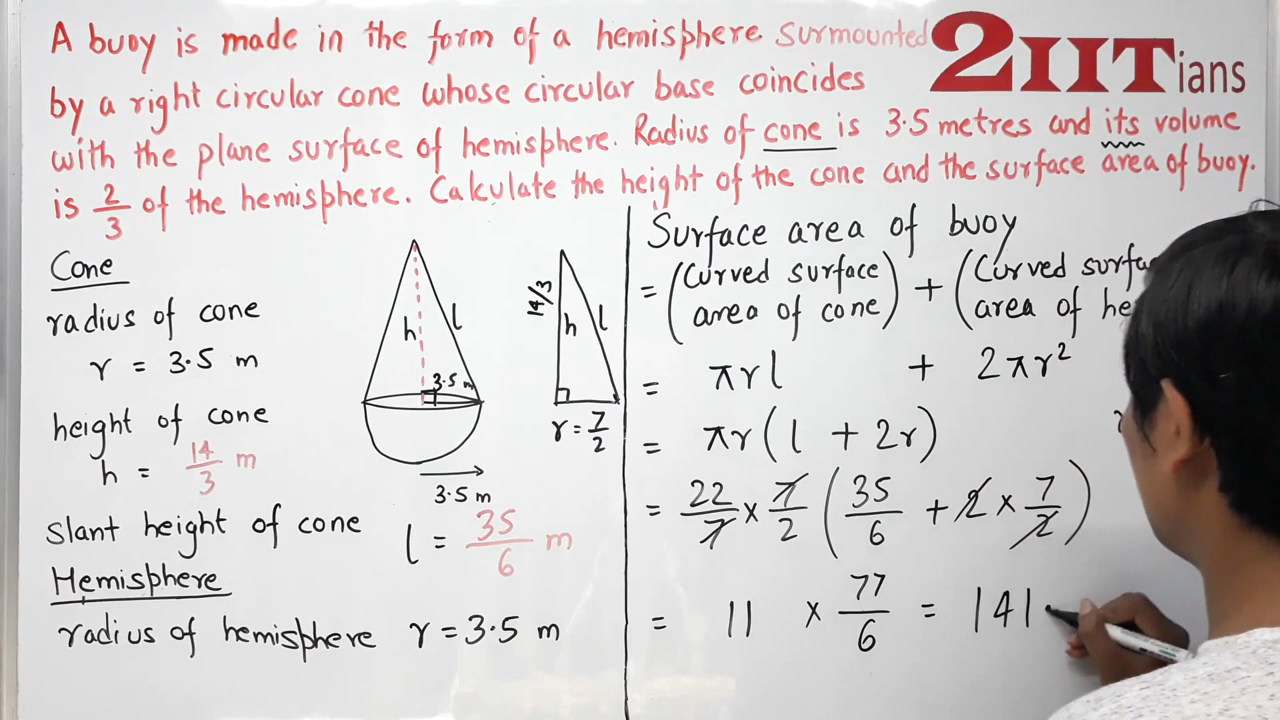 A buoy is made in the form of a hemisphere surmounted
by a right circular cone whose circular base coincides
with the plane surface of hemisphere. Radius of cone is 3.5 metres and its volume
is 2/3 of the hemisphere. Calculate the height of the cone and the surface area of buoy.
2IITians
Cone
radius of cone
r = 3.5 m
height of cone
h = 14/3 m
Slant height of cone l = 35/6 m
Hemisphere
radius of hemisphere r = 3.5 m
h
l
3.5 m
3.5 m
14/3
h
l
r = 7/2
Surface area of buoy
= (Curved surface area of cone) + (Curved area of
= πrl + 2πr²
= πr(l + 2r)
= 22/7 × 7/2 (35/6 + 2 × 7/2)
= 11 × 77/6 = 141